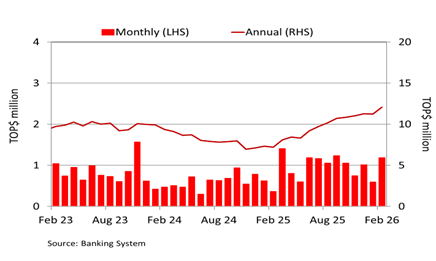 Monthly (LHS) Annual (RHS)
4 20
3 15
2 10
1 5
0 0
TOP$ million
TOP$ million
Feb 23 Aug 23 Feb 24 Aug 24 Feb 25 Aug 25 Feb 26
Source: Banking System